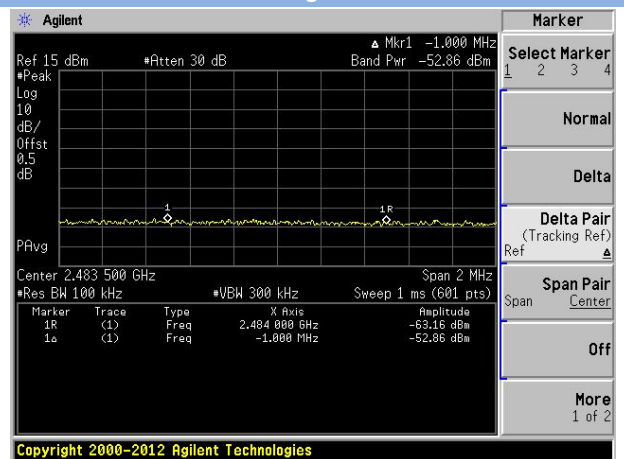 Agilent
Marker
▵ Mkr1 -1.000 MHz
Ref 15 dBm #Atten 30 dB Band Pwr -52.86 dBm
#Peak
Log
10
dB/
Offst
0.5
dB
1
1R
PAvg
Center 2.483 500 GHz Span 2 MHz
#Res BW 100 kHz #VBW 300 kHz Sweep 1 ms (601 pts)
Marker Trace Type X Axis Amplitude
1R (1) Freq 2.484 000 GHz -63.16 dBm
1▵ (1) Freq -1.000 MHz -52.86 dBm
Select Marker
1 2 3 4
Normal
Delta
Delta Pair
(Tracking Ref)
Ref ▵
Span Pair
Span Center
Off
More
1 of 2
Copyright 2000-2012 Agilent Technologies